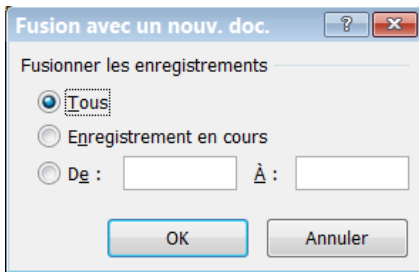 Fusion avec un nouv. doc.
Fusionner les enregistrements
Tous
Enregistrement en cours
De : À :
OK Annuler